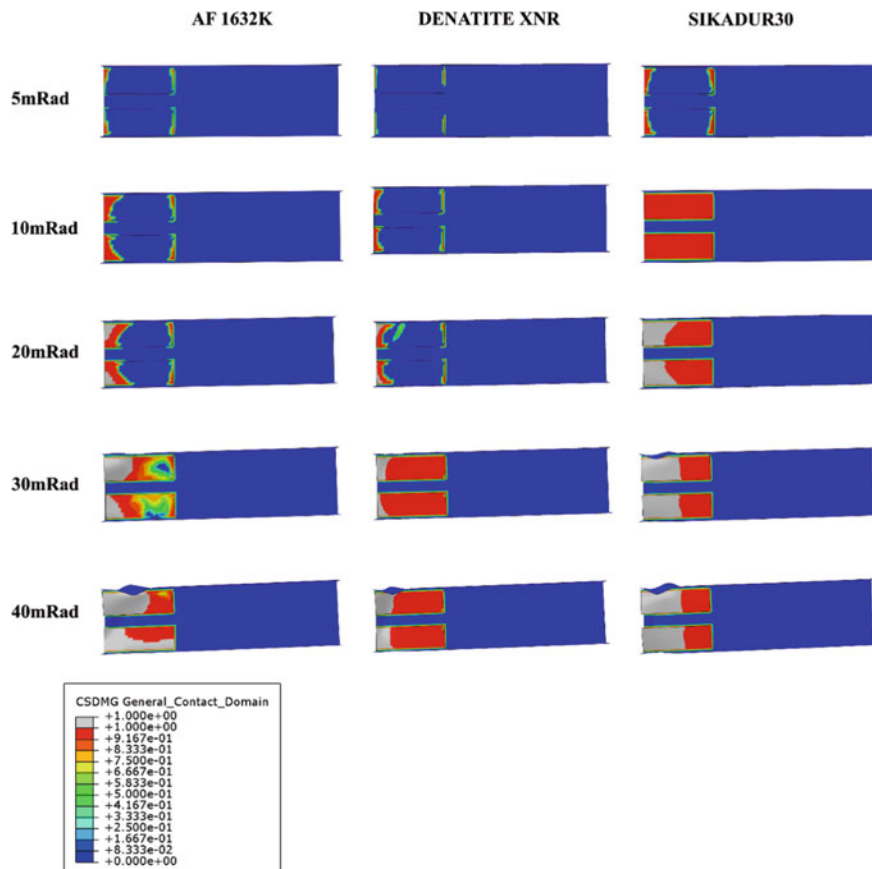 AF 1632K DENATITE XNR SIKADUR30
5mRad
10mRad
20mRad
30mRad
40mRad
CSDMG General_Contact_Domain
+1.000e+00
+1.000e+00
+9.167e-01
+8.333e-01
+7.500e-01
+6.667e-01
+5.833e-01
+5.000e-01
+4.167e-01
+3.333e-01
+2.500e-01
+1.667e-01
+8.333e-02
+0.000e+00